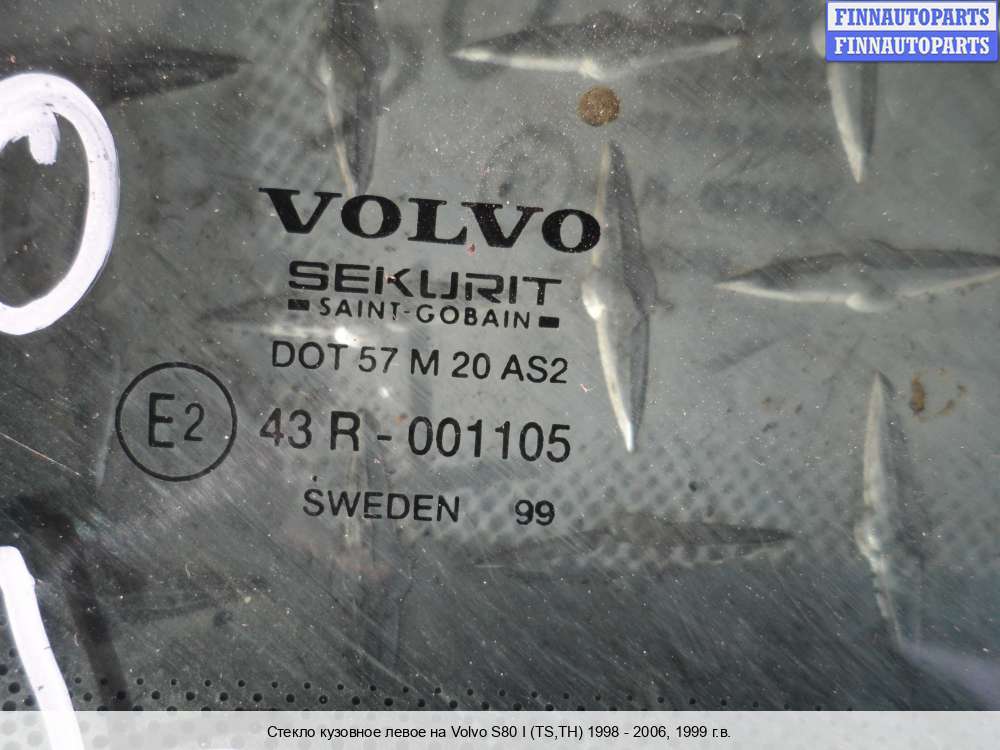 FINNAUTOPARTS
FINNAUTOPARTS
VOLVO
SEKURIT
SAINT-GOBAIN
DOT 57 M 20 AS2
E2 43 R - 001105
SWEDEN 99
Стекло кузовное левое на Volvo S80 I (TS,TH) 1998 - 2006, 1999 г.в.